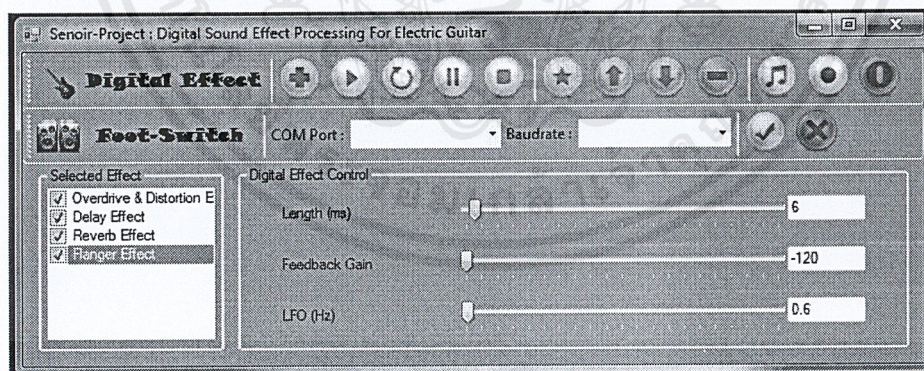 Senoir-Project : Digital Sound Effect Processing For Electric Guitar
Digital Effect
Foot-Switch COM Port : Baudrate :
Selected Effect
Overdrive & Distortion E
Delay Effect
Reverb Effect
Flanger Effect
Digital Effect Control
Length (ms) 6
Feedback Gain -120
LFO (Hz) 0.6